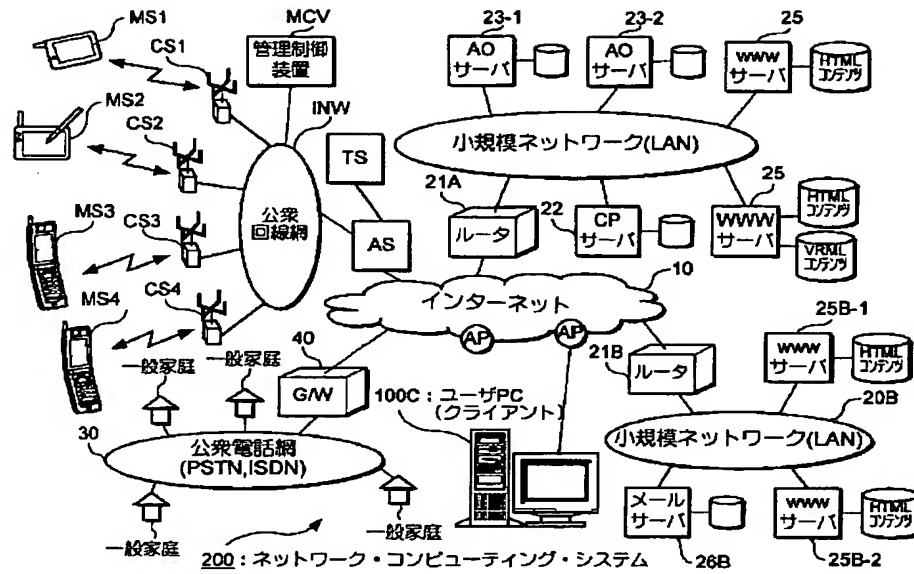 MS1
MCV
23-1
23-2
25
CS1
管理制御
装置
AO
サーバ
AO
サーバ
WWW
サーバ
HTML
コンテンツ
MS2
INW
CS2
TS
小規模ネットワーク(LAN)
21A
22
25
MS3
CS3
公衆
回線網
AS
ルータ
CP
サーバ
WWW
サーバ
HTML
コンテンツ
VRML
コンテンツ
MS4
CS4
10
インターネット
AP
AP
25B-1
一般家庭
一般家庭
40
21B
WWW
サーバ
HTML
コンテンツ
G/W
100C:ユーザPC
(クライアント)
ルータ
20B
30
公衆電話網
(PSTN,ISDN)
小規模ネットワーク(LAN)
メール
サーバ
WWW
サーバ
HTML
コンテンツ
一般家庭
一般家庭
26B
25B-2
200:ネットワーク・コンピューティング・システム